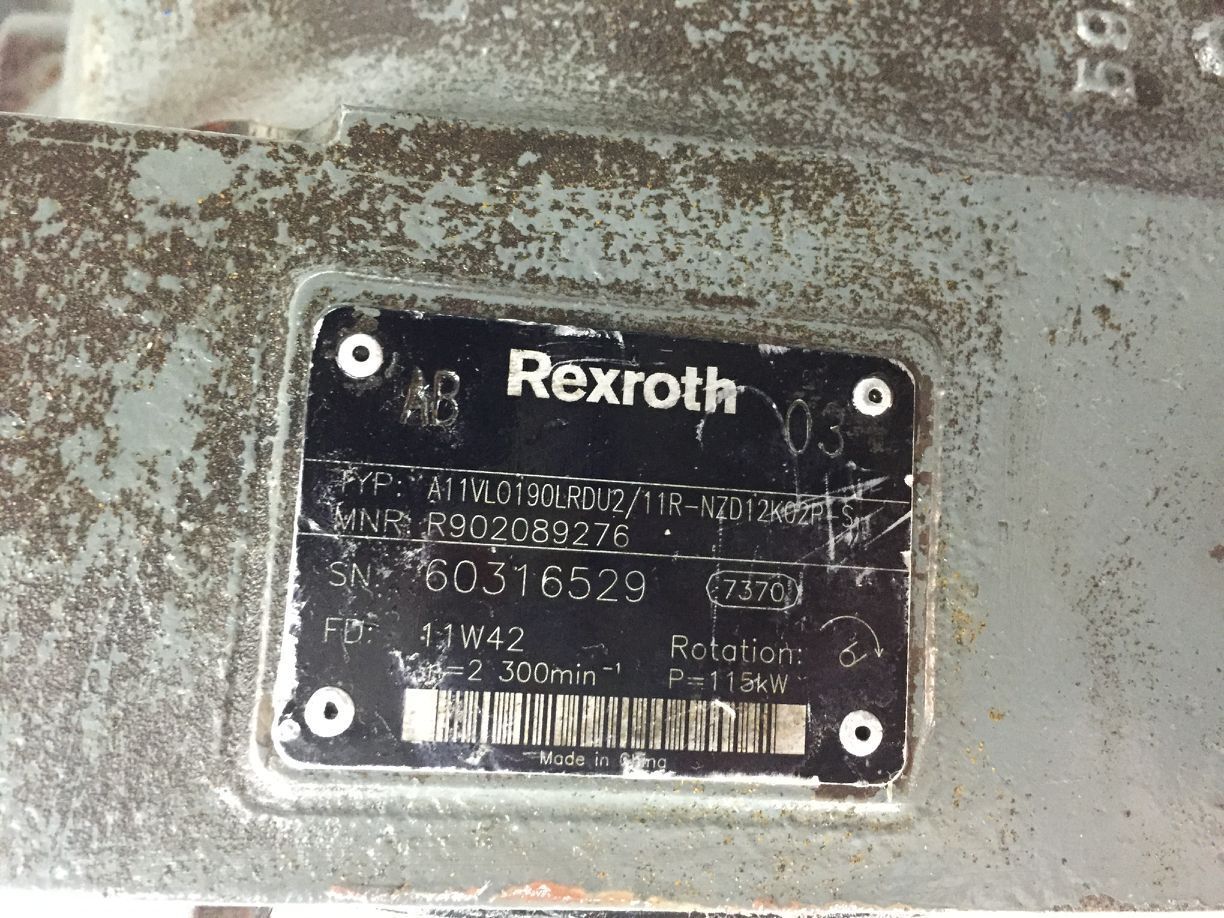 59
Rexroth
AB
03
TYP: A11VLO190LRDU2/11R-NZD12K02P
MNR: R902089276
SN: 60316529 7370
FD: 11W42 Rotation:
n=2 300min⁻¹ P=115kW
Made in China